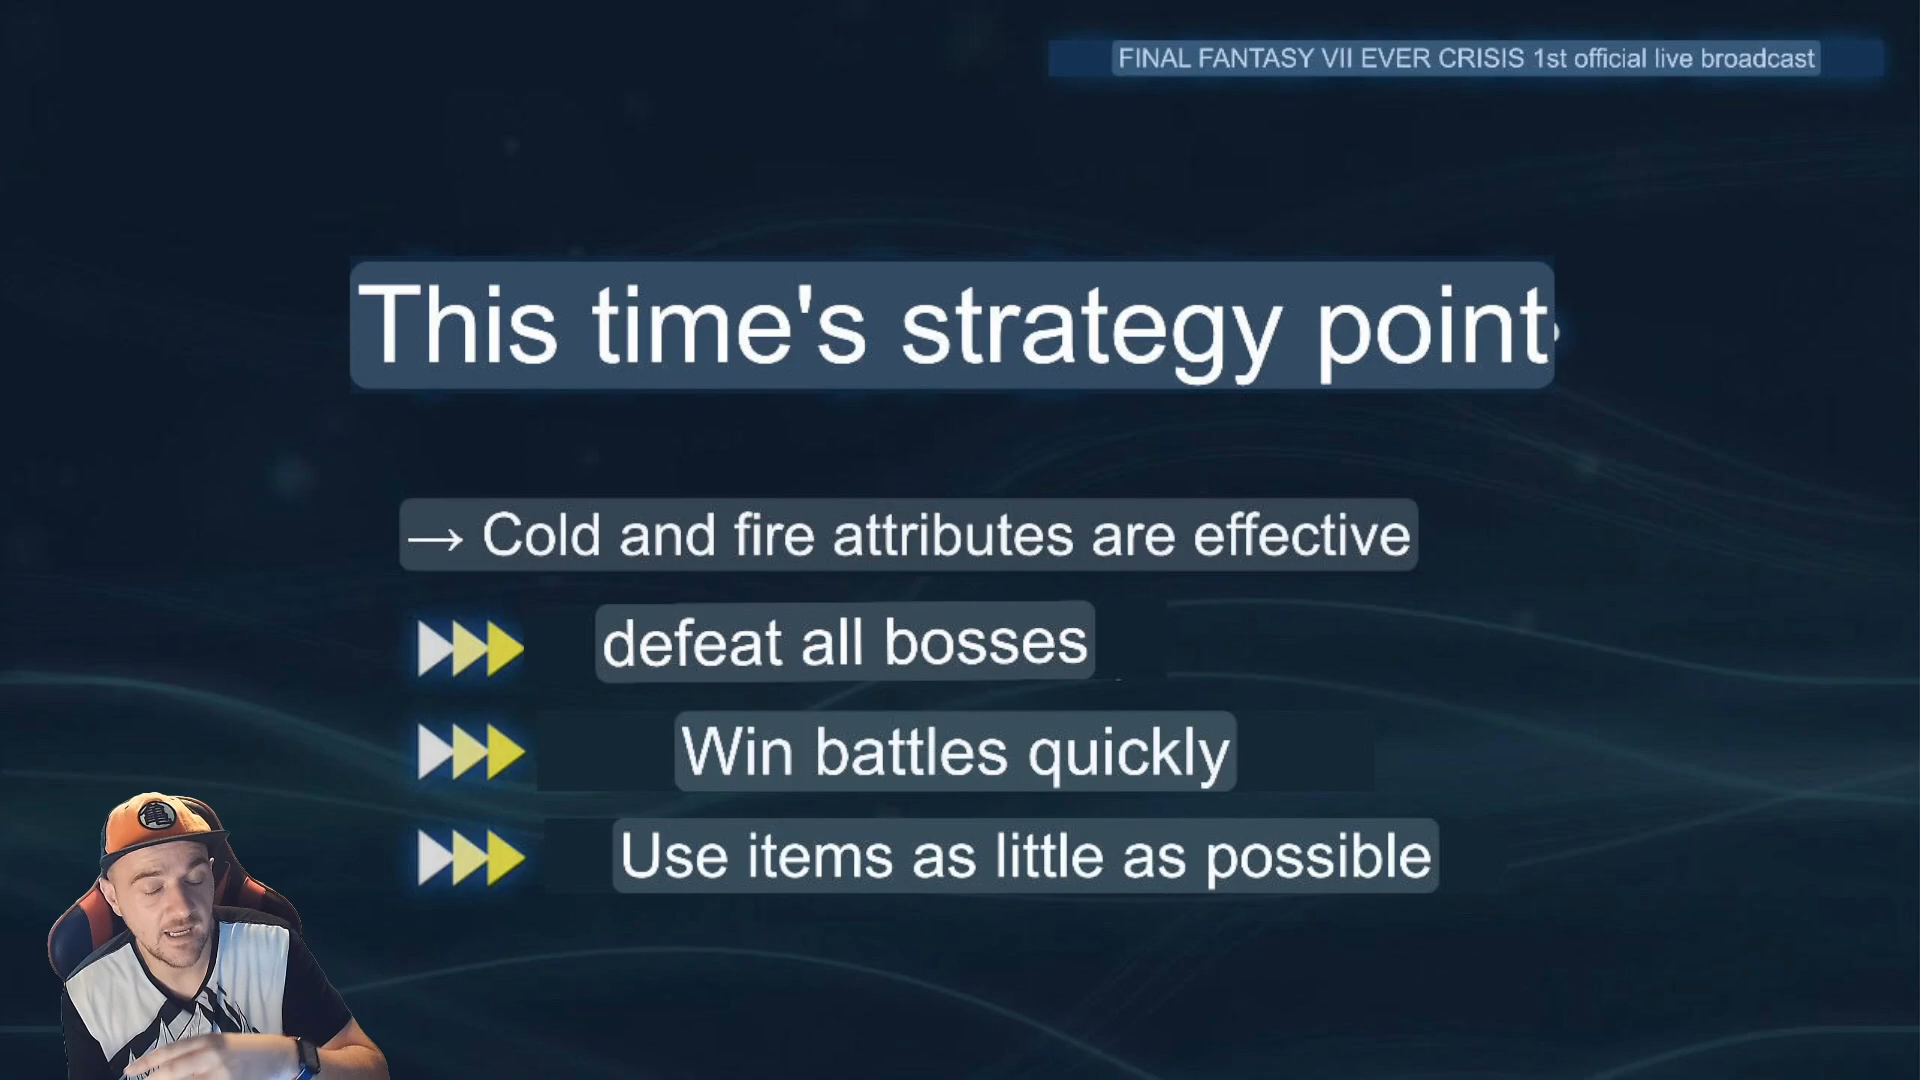 FINAL FANTASY VII EVER CRISIS 1st official live broadcast
This time's strategy point
→ Cold and fire attributes are effective
defeat all bosses
Win battles quickly
Use items as little as possible
亀